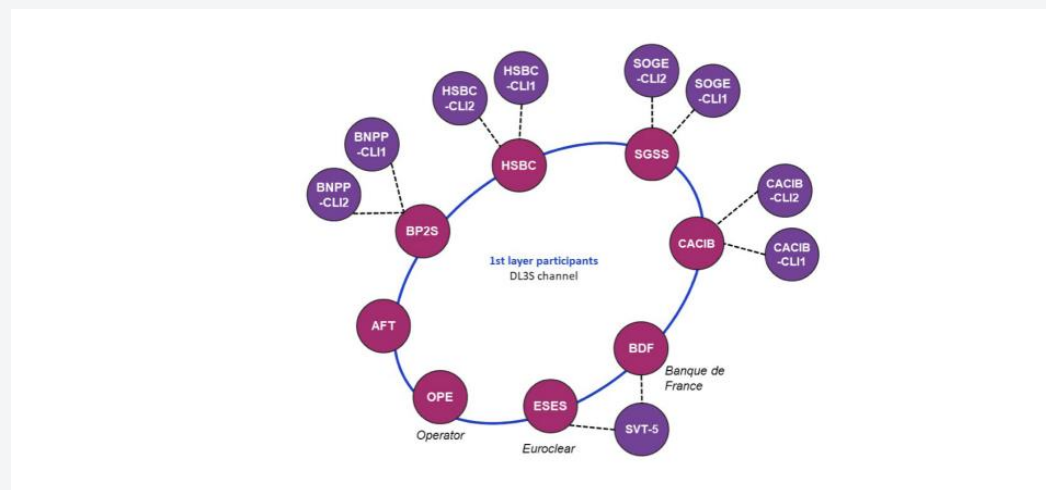 HSBC
-CLI1
HSBC
-CLI2
SOGE
-CLI2
SOGE
-CLI1
BNPP
-CLI1
BNPP
-CLI2
HSBC
SGSS
CACIB
-CLI2
CACIB
-CLI1
BP2S
CACIB
1st layer participants
DL3S channel
AFT
BDF
Banque de
France
OPE
Operator
ESES
Euroclear
SVT-5